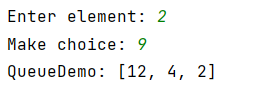 Enter element: 2
Make choice: 9
QueueDemo: [12, 4, 2]